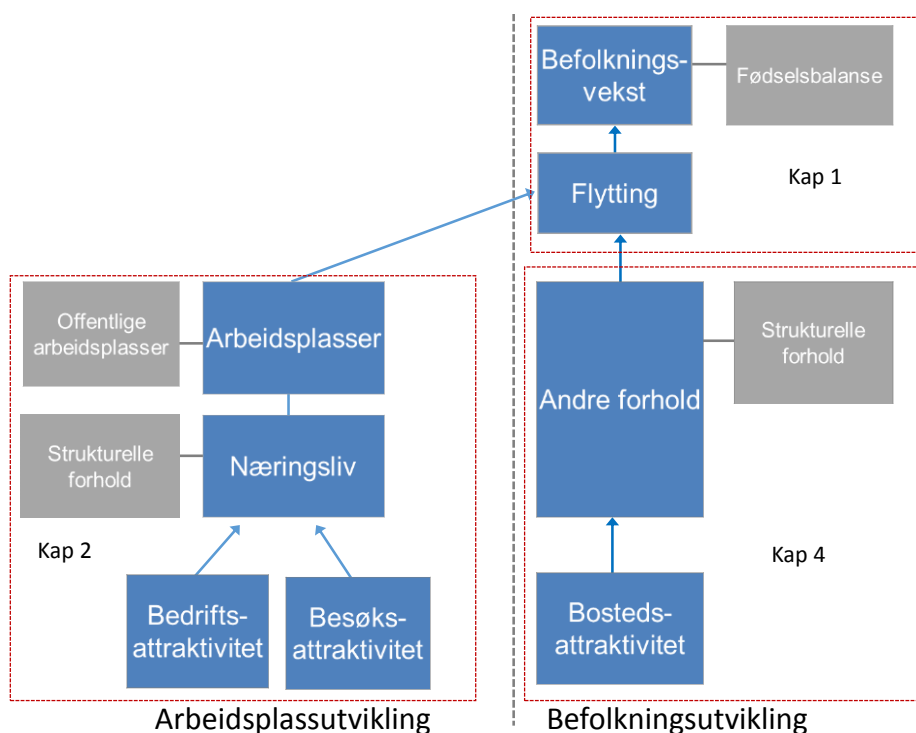 Befolknings-
vekst
Fødselsbalanse
Kap 1
Flytting
Offentlige
arbeidsplasser
Arbeidsplasser
Strukturelle
forhold
Næringsliv
Kap 2
Bedrifts-
attraktivitet
Besøks-
attraktivitet
Andre forhold
Strukturelle
forhold
Kap 4
Bosteds-
attraktivitet
Arbeidsplassutvikling
Befolkningsutvikling